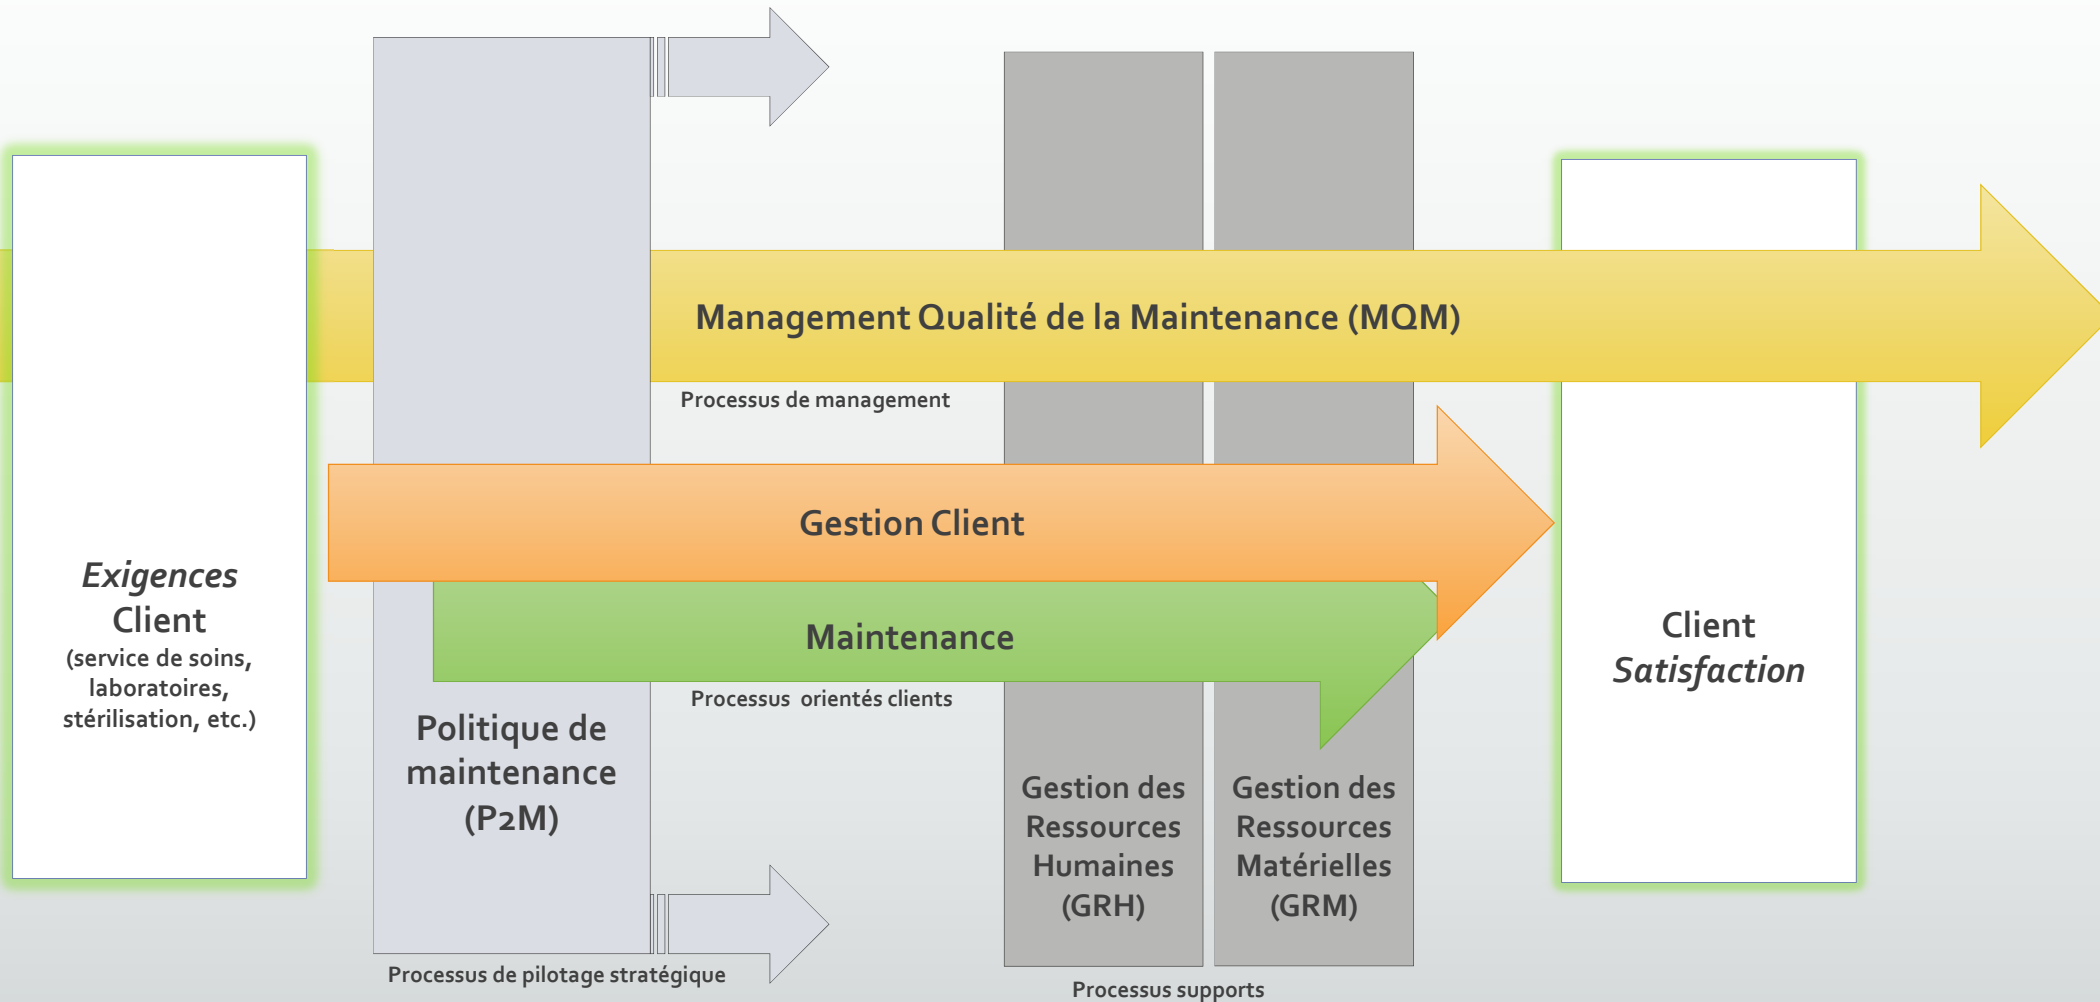 Management Qualité de la Maintenance (MQM)
Processus de management
Gestion Client
Exigences
Client
(service de soins,
laboratoires,
stérilisation, etc.)
Maintenance
Processus orientés clients
Client
Satisfaction
Politique de
maintenance
(P2M)
Gestion des
Ressources
Humaines
(GRH)
Gestion des
Ressources
Matérielles
(GRM)
Processus de pilotage stratégique
Processus supports